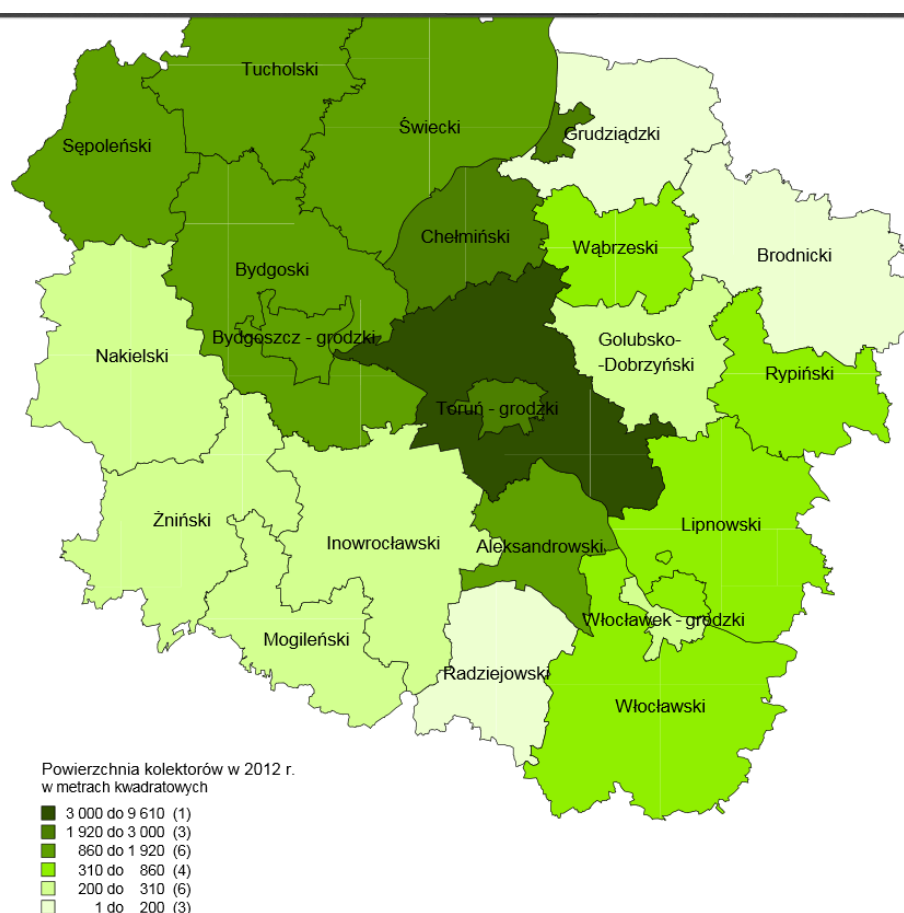 Tucholski
Świecki
Sępoleński
Grudziądzki
Chełmiński
Wąbrzeski
Brodnicki
Bydgoski
Bydgoszcz - grodzki
Golubsko-
-Dobrzyński
Nakielski
Rypiński
Toruń - grodzki
Żniński
Lipnowski
Inowrocławski
Aleksandrowski
Włocławek - grodzki
Mogileński
Radziejowski
Włocławski
Powierzchnia kolektorów w 2012 r.
w metrach kwadratowych
3 000 do 9 610 (1)
1 920 do 3 000 (3)
860 do 1 920 (6)
310 do 860 (4)
200 do 310 (6)
1 do 200 (3)